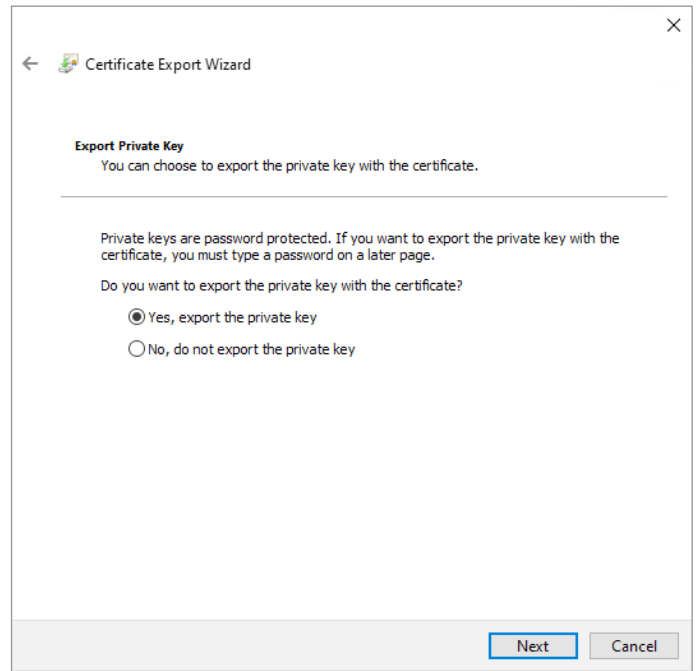 Certificate Export Wizard
Export Private Key
You can choose to export the private key with the certificate.
Private keys are password protected. If you want to export the private key with the
certificate, you must type a password on a later page.
Do you want to export the private key with the certificate?
Yes, export the private key
No, do not export the private key
Next
Cancel